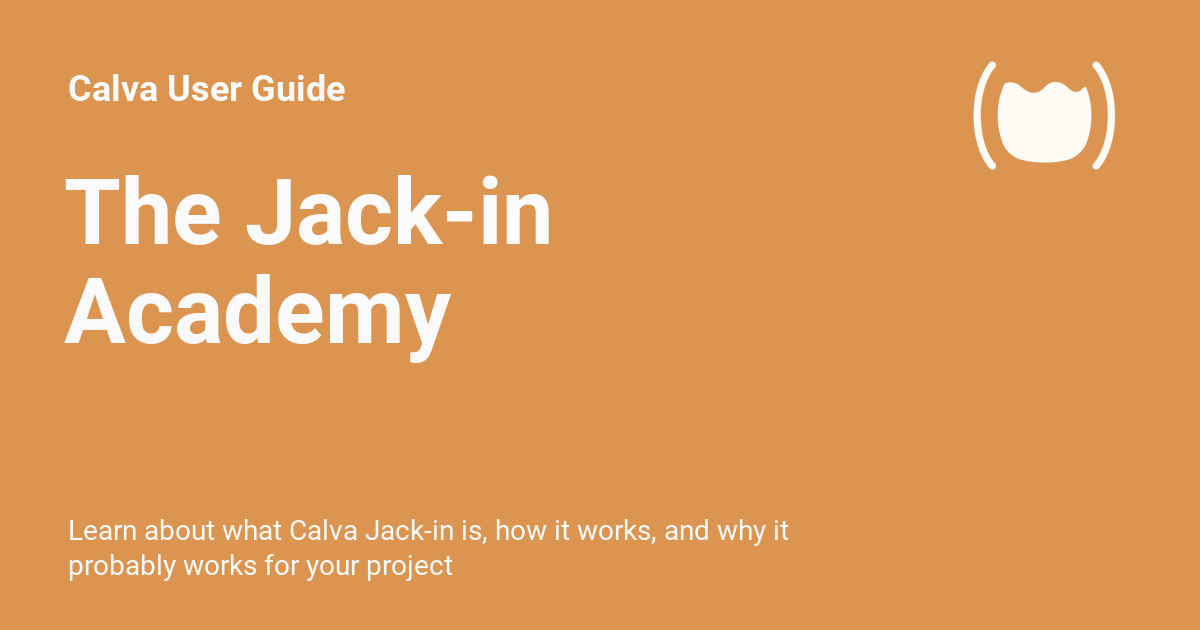 Calva User Guide
The Jack-in
Academy
Learn about what Calva Jack-in is, how it works, and why it
probably works for your project